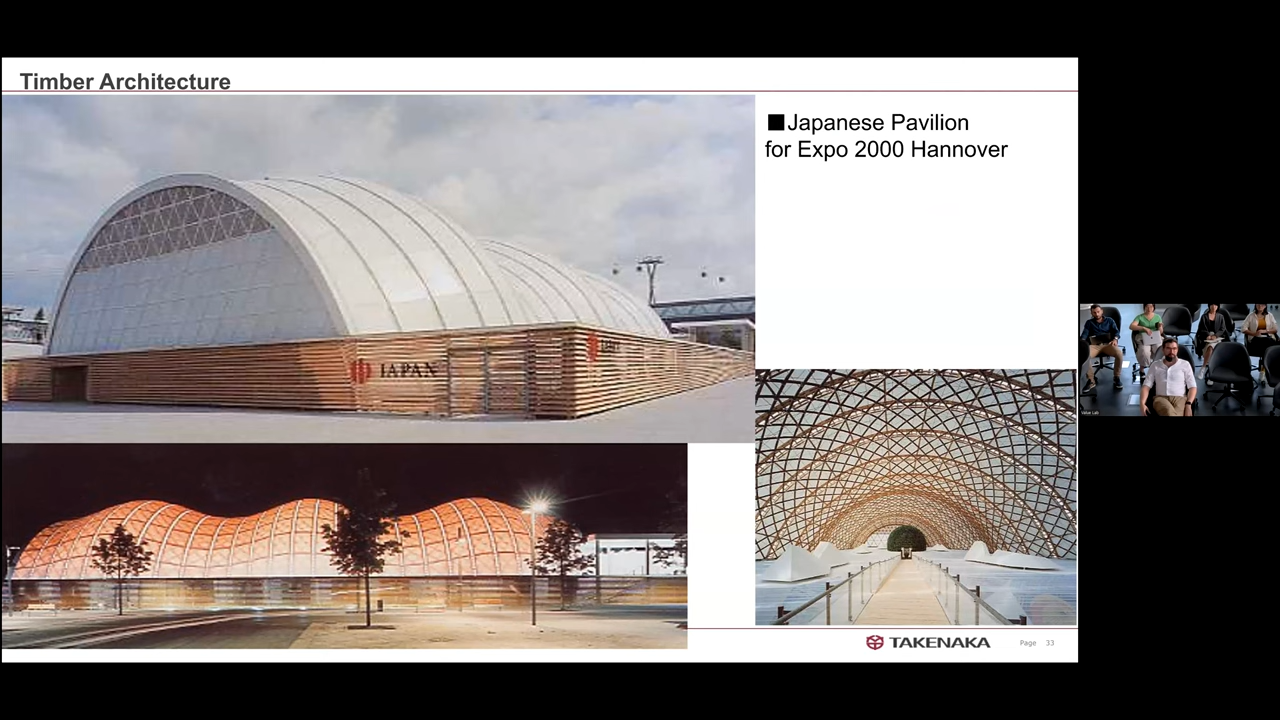 Timber Architecture
■Japanese Pavilion
for Expo 2000 Hannover
JAPAN
TAKENAKA
Page 33